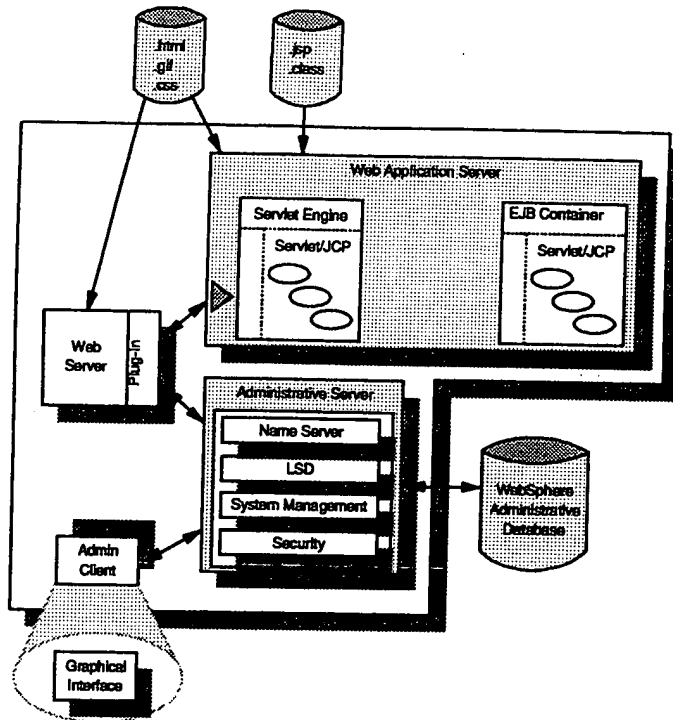 .html
.gif
.css
.jsp
.class
Web Application Server
Servlet Engine
Servlet/JCP
EJB Container
Servlet/JCP
Web
Server
Plug-in
Administrative Server
Name Server
LSD
System Management
Security
WebSphere
Administrative
Database
Admin
Client
Graphical
Interface